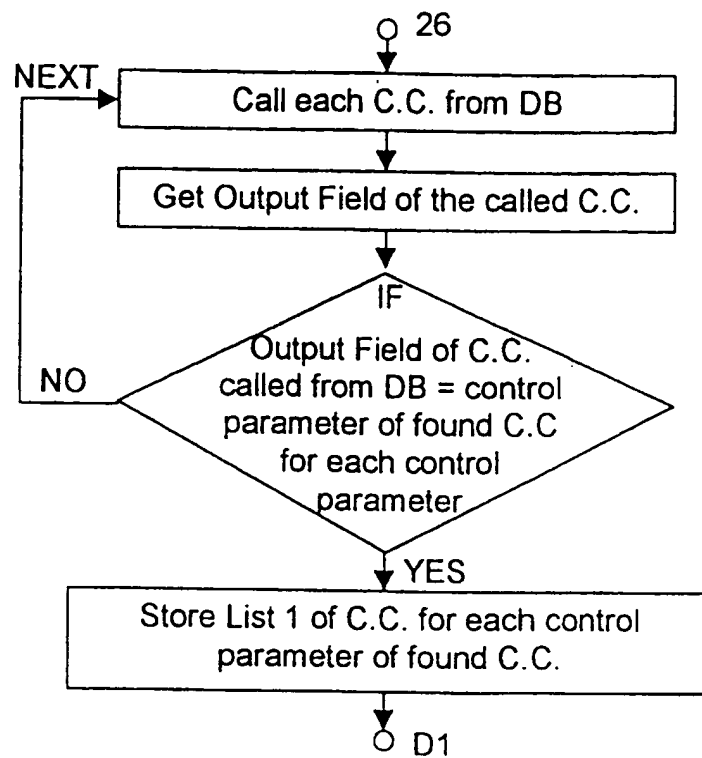 26
NEXT
Call each C.C. from DB
Get Output Field of the called C.C.
IF
Output Field of C.C.
called from DB = control
parameter of found C.C
for each control
parameter
NO
YES
Store List 1 of C.C. for each control
parameter of found C.C.
D1